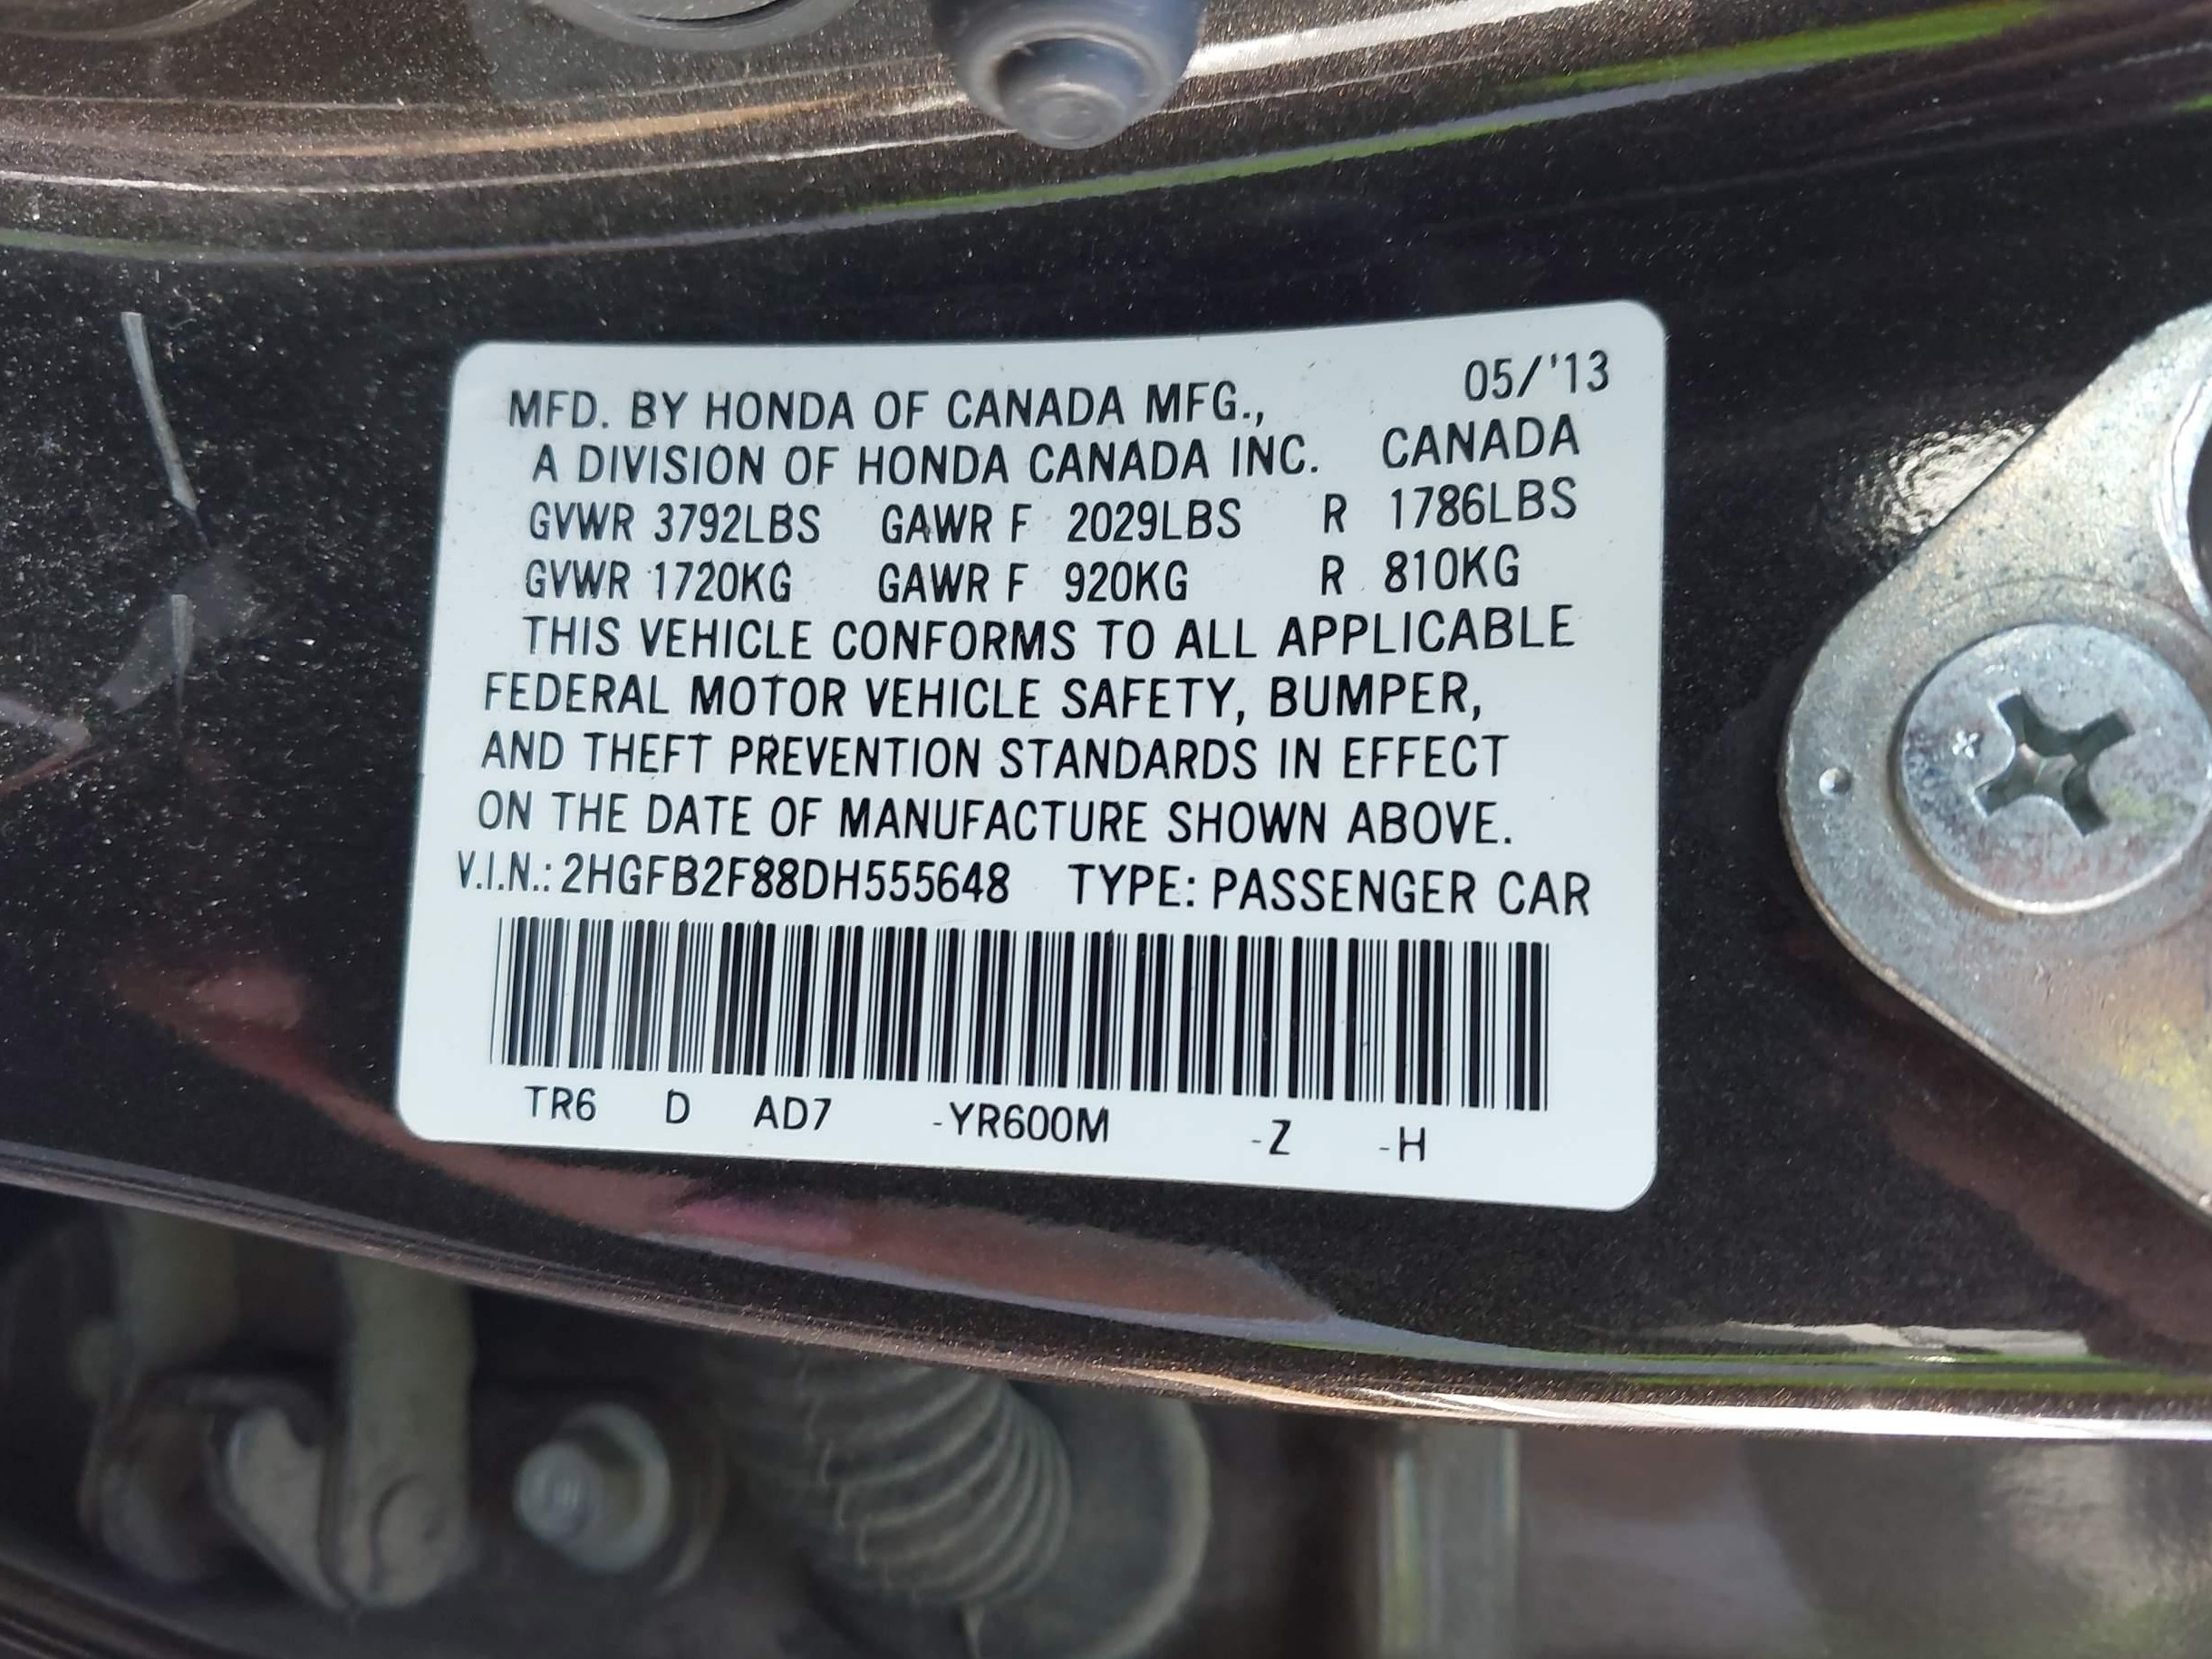 05/'13
MFD. BY HONDA OF CANADA MFG.,
A DIVISION OF HONDA CANADA INC. CANADA
GVWR 3792LBS GAWR F 2029LBS R 1786LBS
GVWR 1720KG GAWR F 920KG R 810KG
THIS VEHICLE CONFORMS TO ALL APPLICABLE
FEDERAL MOTOR VEHICLE SAFETY, BUMPER,
AND THEFT PREVENTION STANDARDS IN EFFECT
ON THE DATE OF MANUFACTURE SHOWN ABOVE.
V.I.N.: 2HGFB2F88DH555648 TYPE: PASSENGER CAR
TR6 D AD7 -YR600M -Z -H